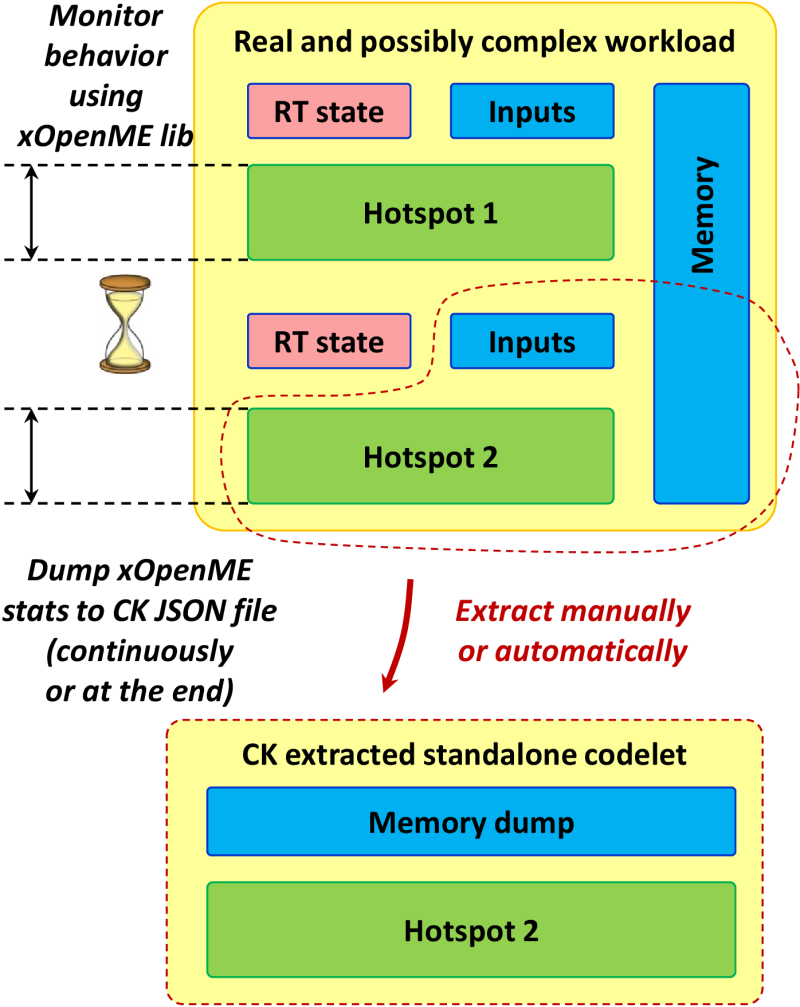 Monitor
behavior
using
xOpenME lib
Real and possibly complex workload
RT state
Inputs
Memory
Hotspot 1
RT state
Inputs
Hotspot 2
Dump xOpenME
stats to CK JSON file
(continuously
or at the end)
Extract manually
or automatically
CK extracted standalone codelet
Memory dump
Hotspot 2